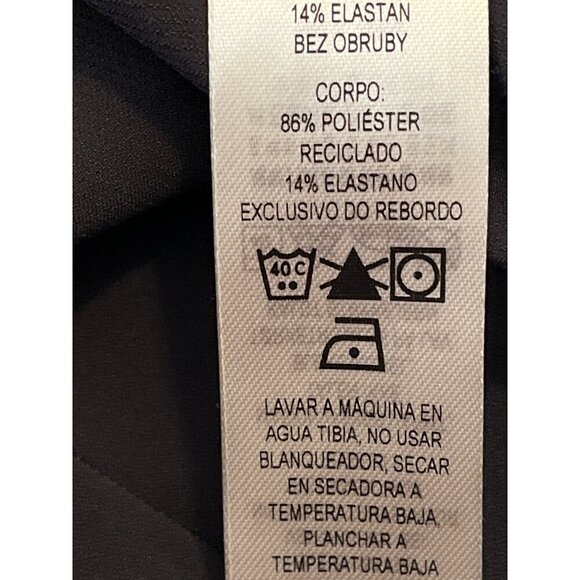 14% ELASTAN
BEZ OBRUBY
CORPO:
86% POLIÉSTER
RECICLADO
14% ELASTANO
EXCLUSIVO DO REBORDO
40 C
LAVAR A MÁQUINA EN
AGUA TIBIA, NO USAR
BLANQUEADOR, SECAR
EN SECADORA A
TEMPERATURA BAJA,
PLANCHAR A
TEMPERATURA BAJA